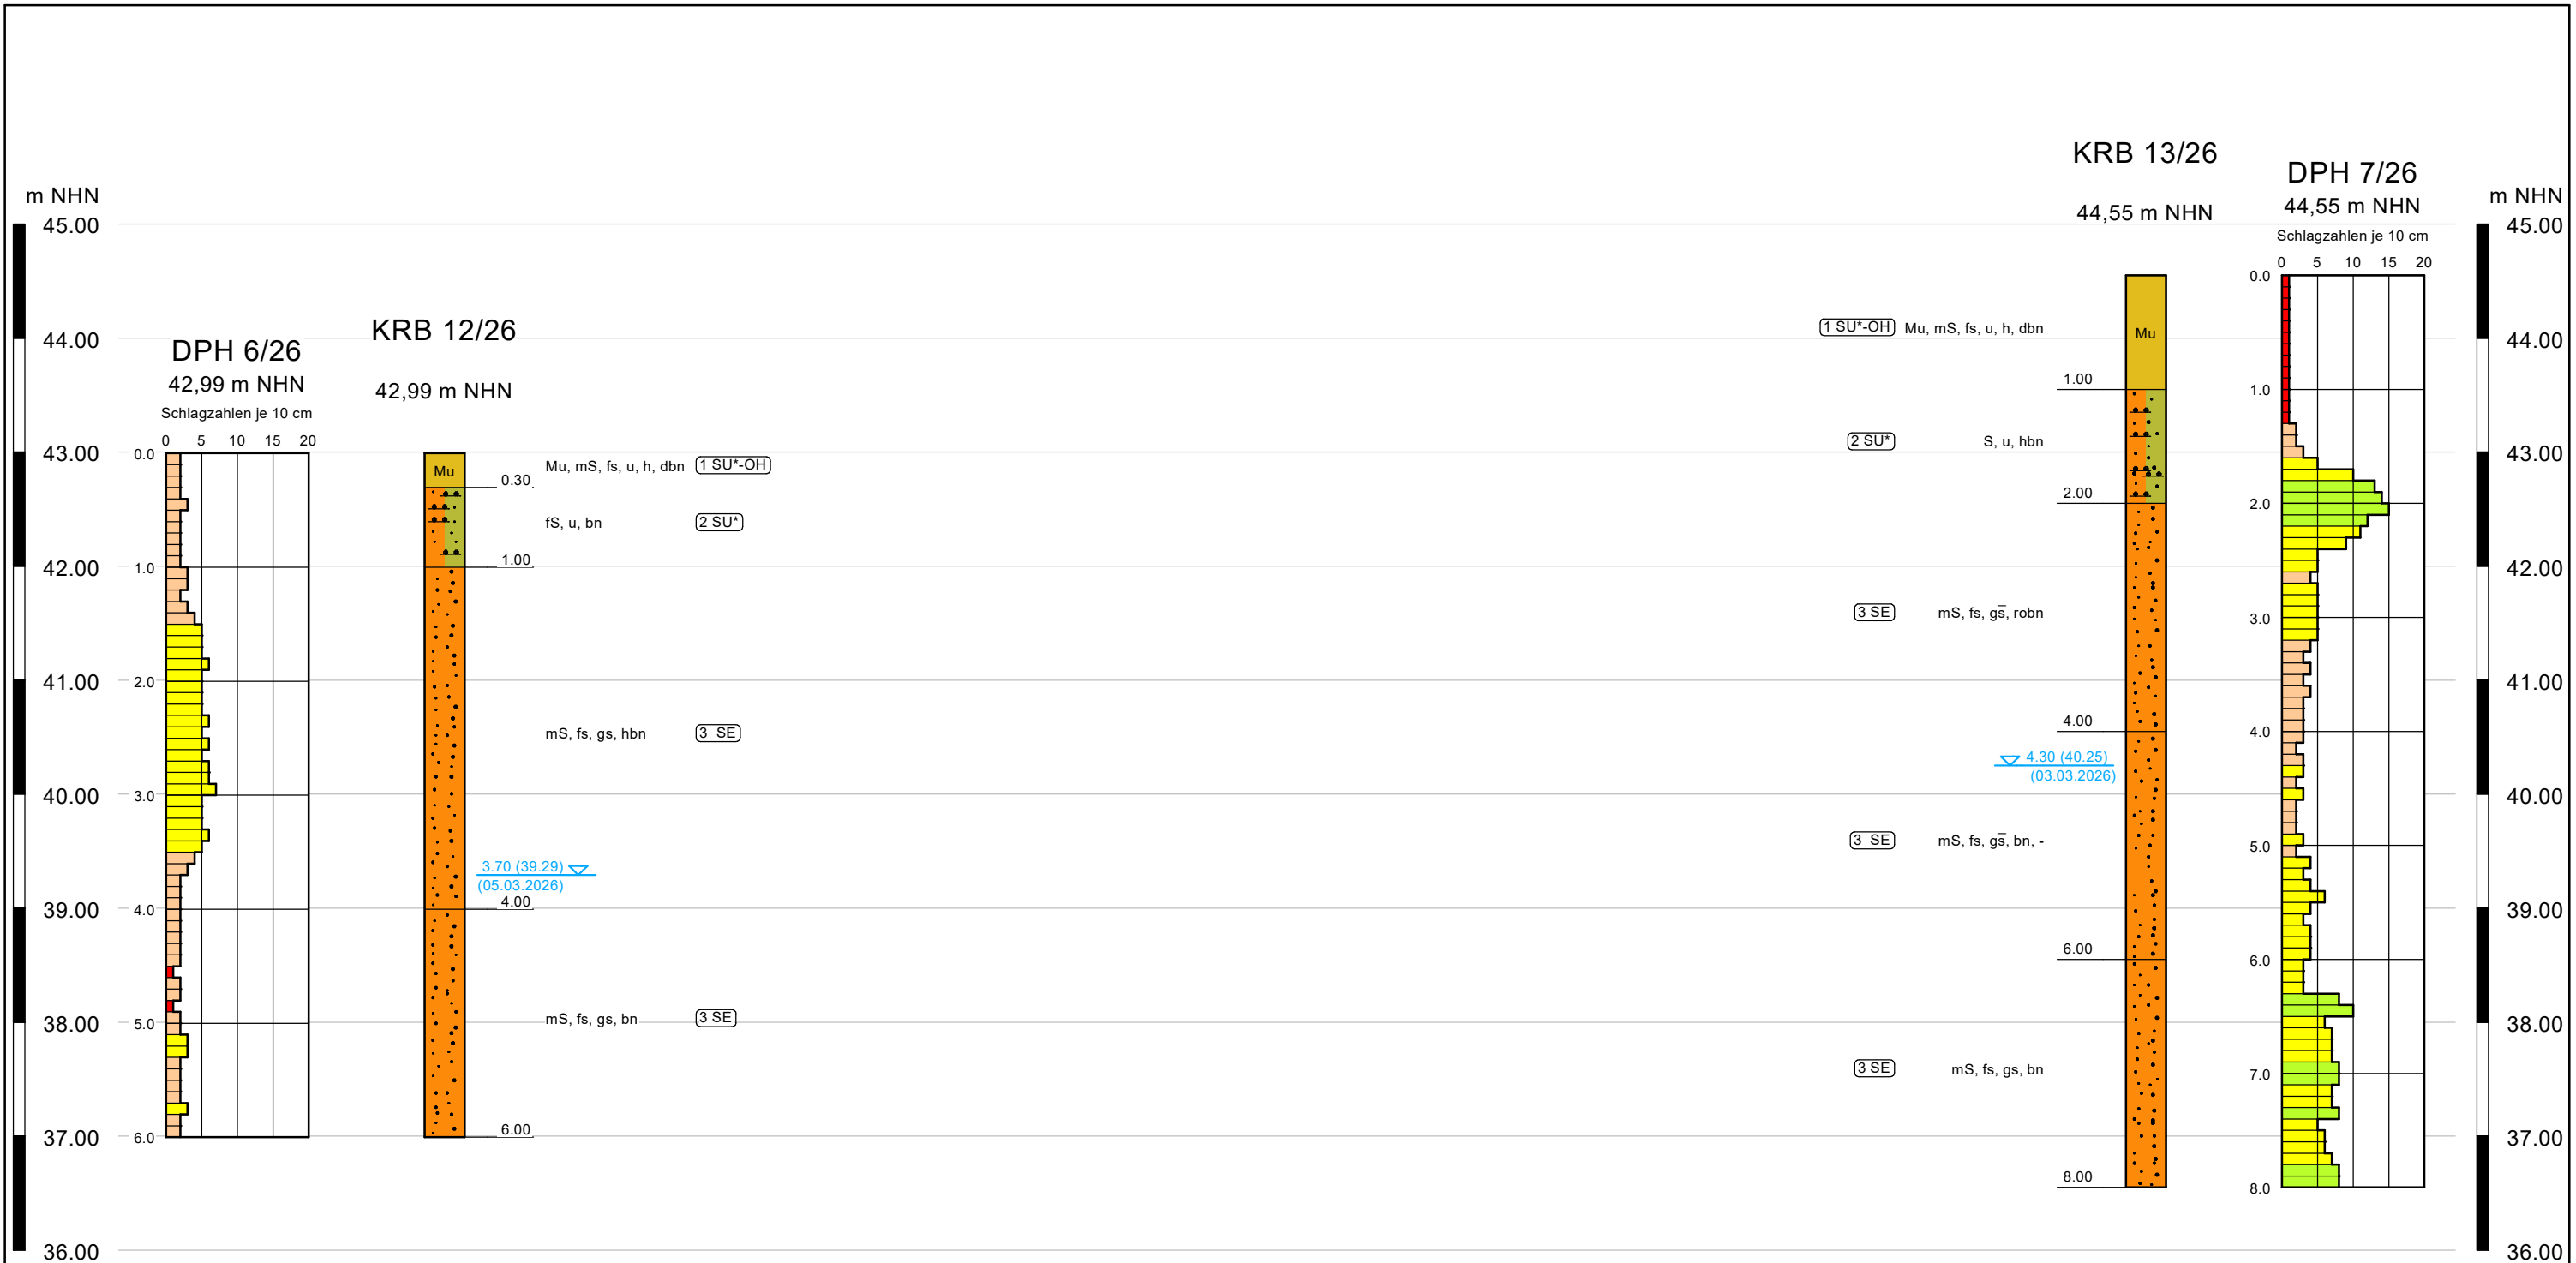 KRB 13/26
DPH 7/26
m NHN
44,55 m NHN
44,55 m NHN
m NHN
45.00
44.00
43.00
42.00
41.00
40.00
39.00
38.00
37.00
36.00
DPH 6/26
42,99 m NHN
Schlagzahlen je 10 cm
0 5 10 15 20
0.0
1.0
2.0
3.0
4.0
5.0
6.0
KRB 12/26
42,99 m NHN
Mu
0.30
1.00
4.00
6.00
Mu, mS, fs, u, h, dbn 1 SU*-OH
fS, u, bn 2 SU*
mS, fs, gs, hbn 3 SE
3.70 (39.29)
(05.03.2026)
mS, fs, gs, bn 3 SE
1 SU*-OH Mu, mS, fs, u, h, dbn
2 SU* S, u, hbn
3 SE mS, fs, gs̅, robn
4.30 (40.25)
(03.03.2026)
3 SE mS, fs, gs̅, bn, -
3 SE mS, fs, gs, bn
Mu
1.00
2.00
4.00
6.00
8.00
Schlagzahlen je 10 cm
0 5 10 15 20
0.0
1.0
2.0
3.0
4.0
5.0
6.0
7.0
8.0
45.00
44.00
43.00
42.00
41.00
40.00
39.00
38.00
37.00
36.00